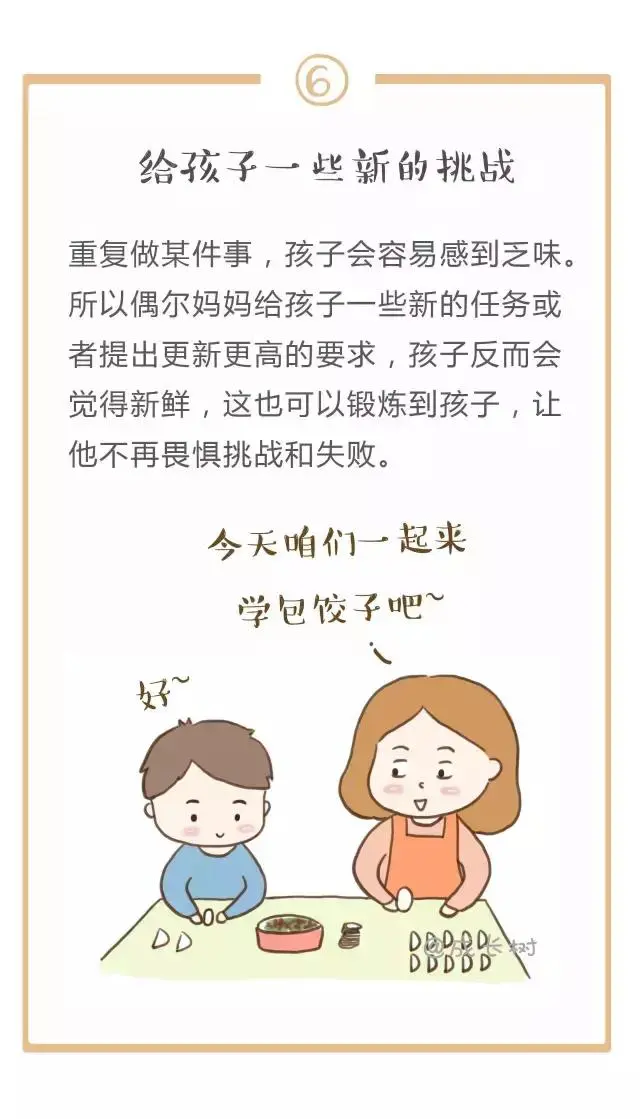 6
给孩子一些新的挑战
重复做某件事，孩子会容易感到乏味。
所以偶尔妈妈给孩子一些新的任务或
者提出更新更高的要求，孩子反而会
觉得新鲜，这也可以锻炼到孩子，让
他不再畏惧挑战和失败。
今天咱们一起来
学包饺子吧~
好~
@成长树